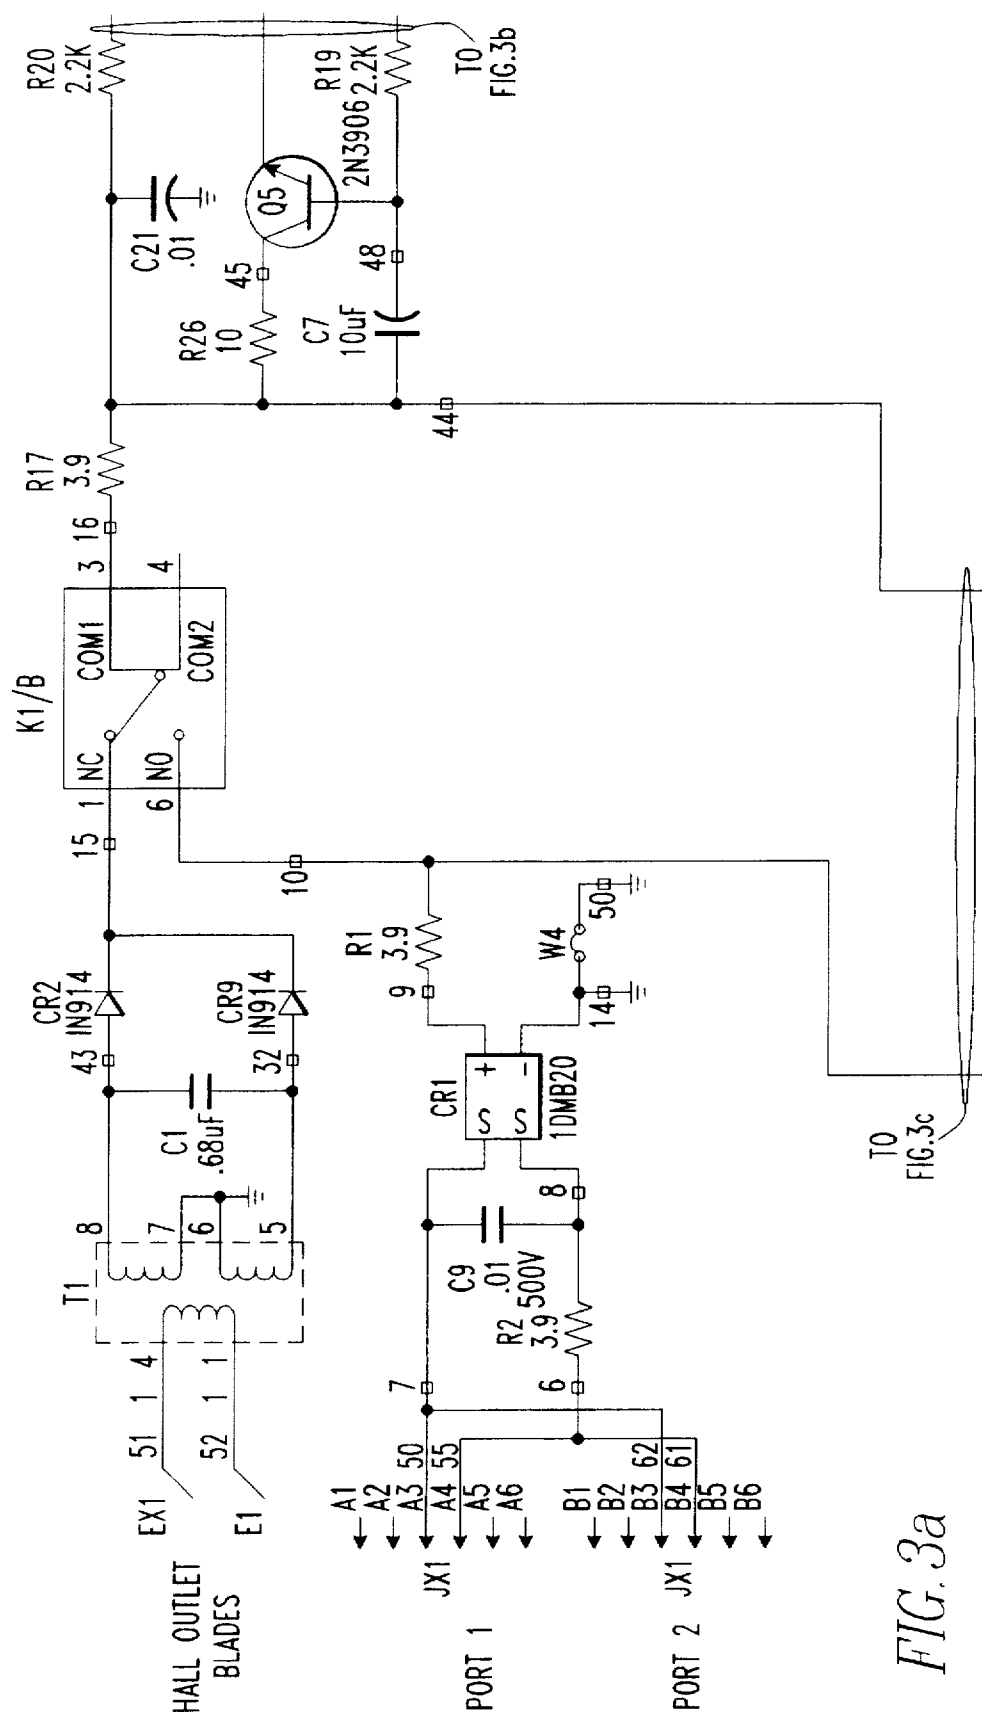 R20
2.2K
R19
2.2K
TO
FIG.3b
2N3906
Q5
C21
.01
45
48
R26
10
C7
10uF
44
R17
3.9
16
3
4
K1/B
COM1
COM2
NC
NO
1
6
15
10
CR2
IN914
CR9
IN914
43
32
C1
.68uF
R1
3.9
9
W4
50
14
CR1
+
-
S
S
1DMB20
8
TO
FIG.3c
T1
8
7
6
5
51 1 4
52 1 1
EX1
E1
HALL OUTLET
BLADES
C9
.01
500V
R2
3.9
7
6
A1
A2
A3 50
A4 55
A5
A6
JX1
PORT 1
B1
B2
B3 62
B4 61
B5
B6
JX1
PORT 2
FIG. 3a